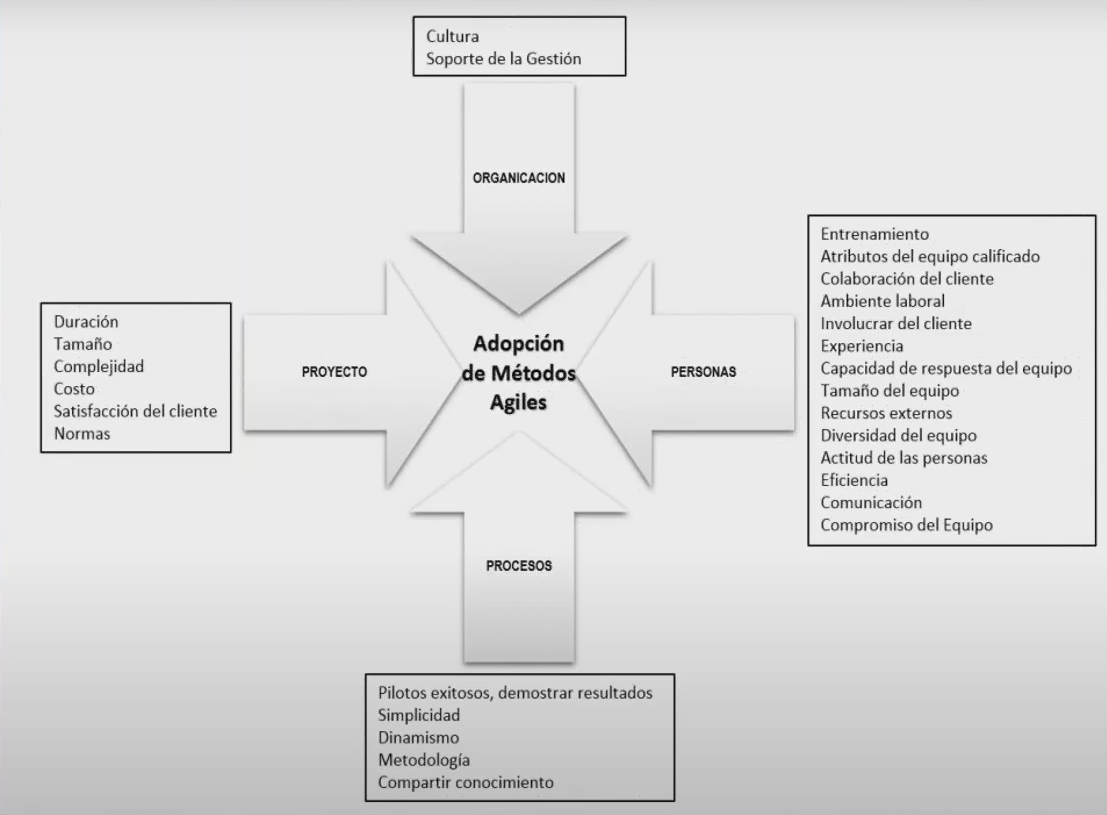 Cultura
Soporte de la Gestión
ORGANICACION
Duración
Tamaño
Complejidad
Costo
Satisfacción del cliente
Normas
PROYECTO
Adopción
de Métodos
Agiles
PERSONAS
Entrenamiento
Atributos del equipo calificado
Colaboración del cliente
Ambiente laboral
Involucrar del cliente
Experiencia
Capacidad de respuesta del equipo
Tamaño del equipo
Recursos externos
Diversidad del equipo
Actitud de las personas
Eficiencia
Comunicación
Compromiso del Equipo
PROCESOS
Pilotos exitosos, demostrar resultados
Simplicidad
Dinamismo
Metodología
Compartir conocimiento